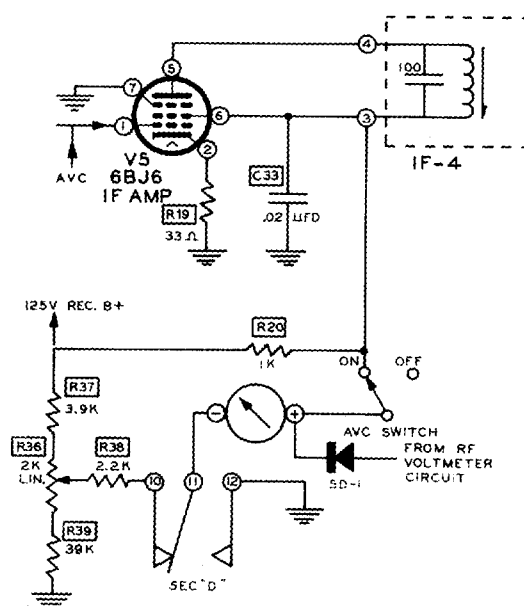 4
100
5
7
1
6
3
V5
6BJ6
IF AMP
2
AVC
C33
.02 µFD
IF-4
R19
33 Ω
125V REC. B+
R20
1K
ON
OFF
R37
3.9K
R36
2K
LIN.
R38
2.2K
10
11
12
-
+
AVC SWITCH
FROM RF
VOLTMETER
CIRCUIT
SD-1
R39
39K
SEC "D"